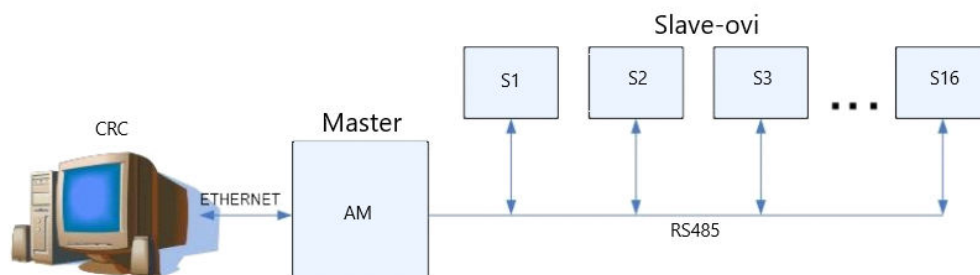 Slave-ovi
S1
S2
S3
...
S16
CRC
Master
ETHERNET
AM
RS485